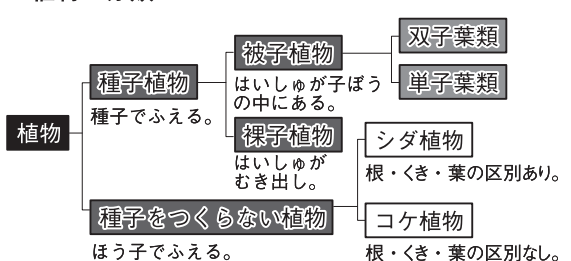 植物
種子植物
種子でふえる。
被子植物
はいしゅが子ぼう
の中にある。
双子葉類
単子葉類
裸子植物
はいしゅが
むき出し。
種子をつくらない植物
ほう子でふえる。
シダ植物
根・くき・葉の区別あり。
コケ植物
根・くき・葉の区別なし。